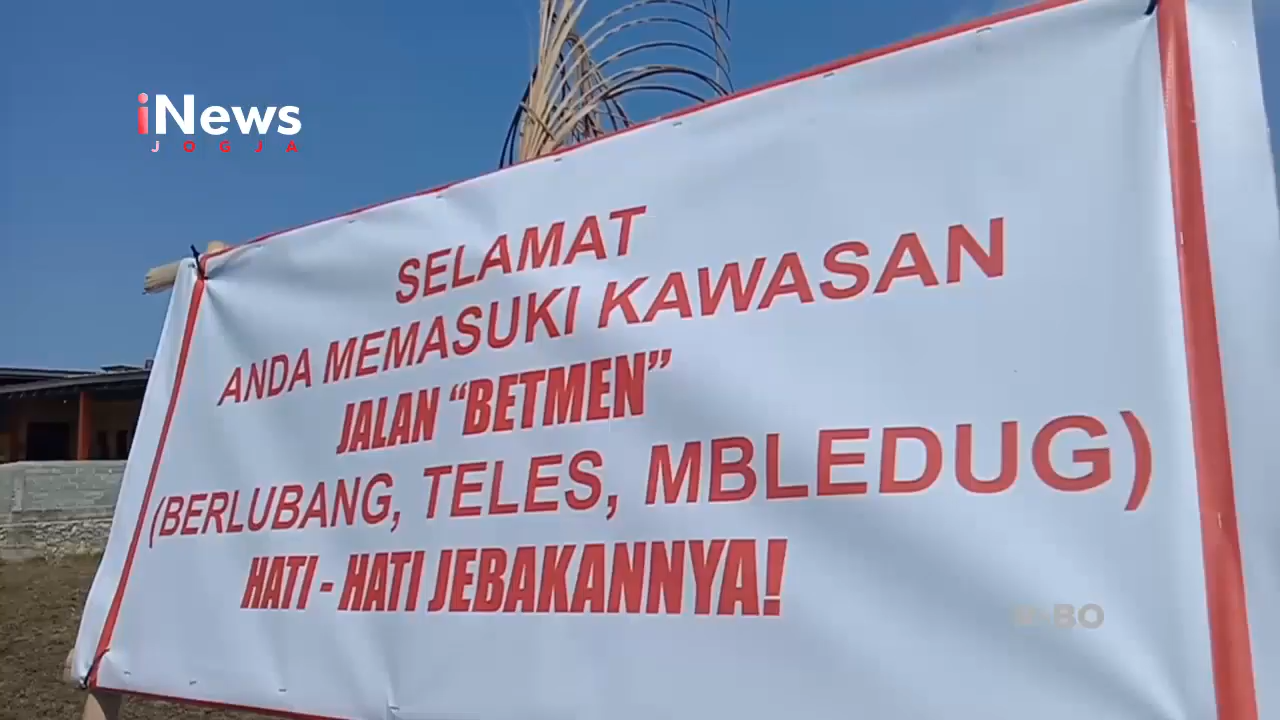 iNews
JOGJA
SELAMAT
ANDA MEMASUKI KAWASAN
JALAN “BETMEN”
(BERLUBANG, TELES, MBLEDUG)
HATI - HATI JEBAKANNYA!